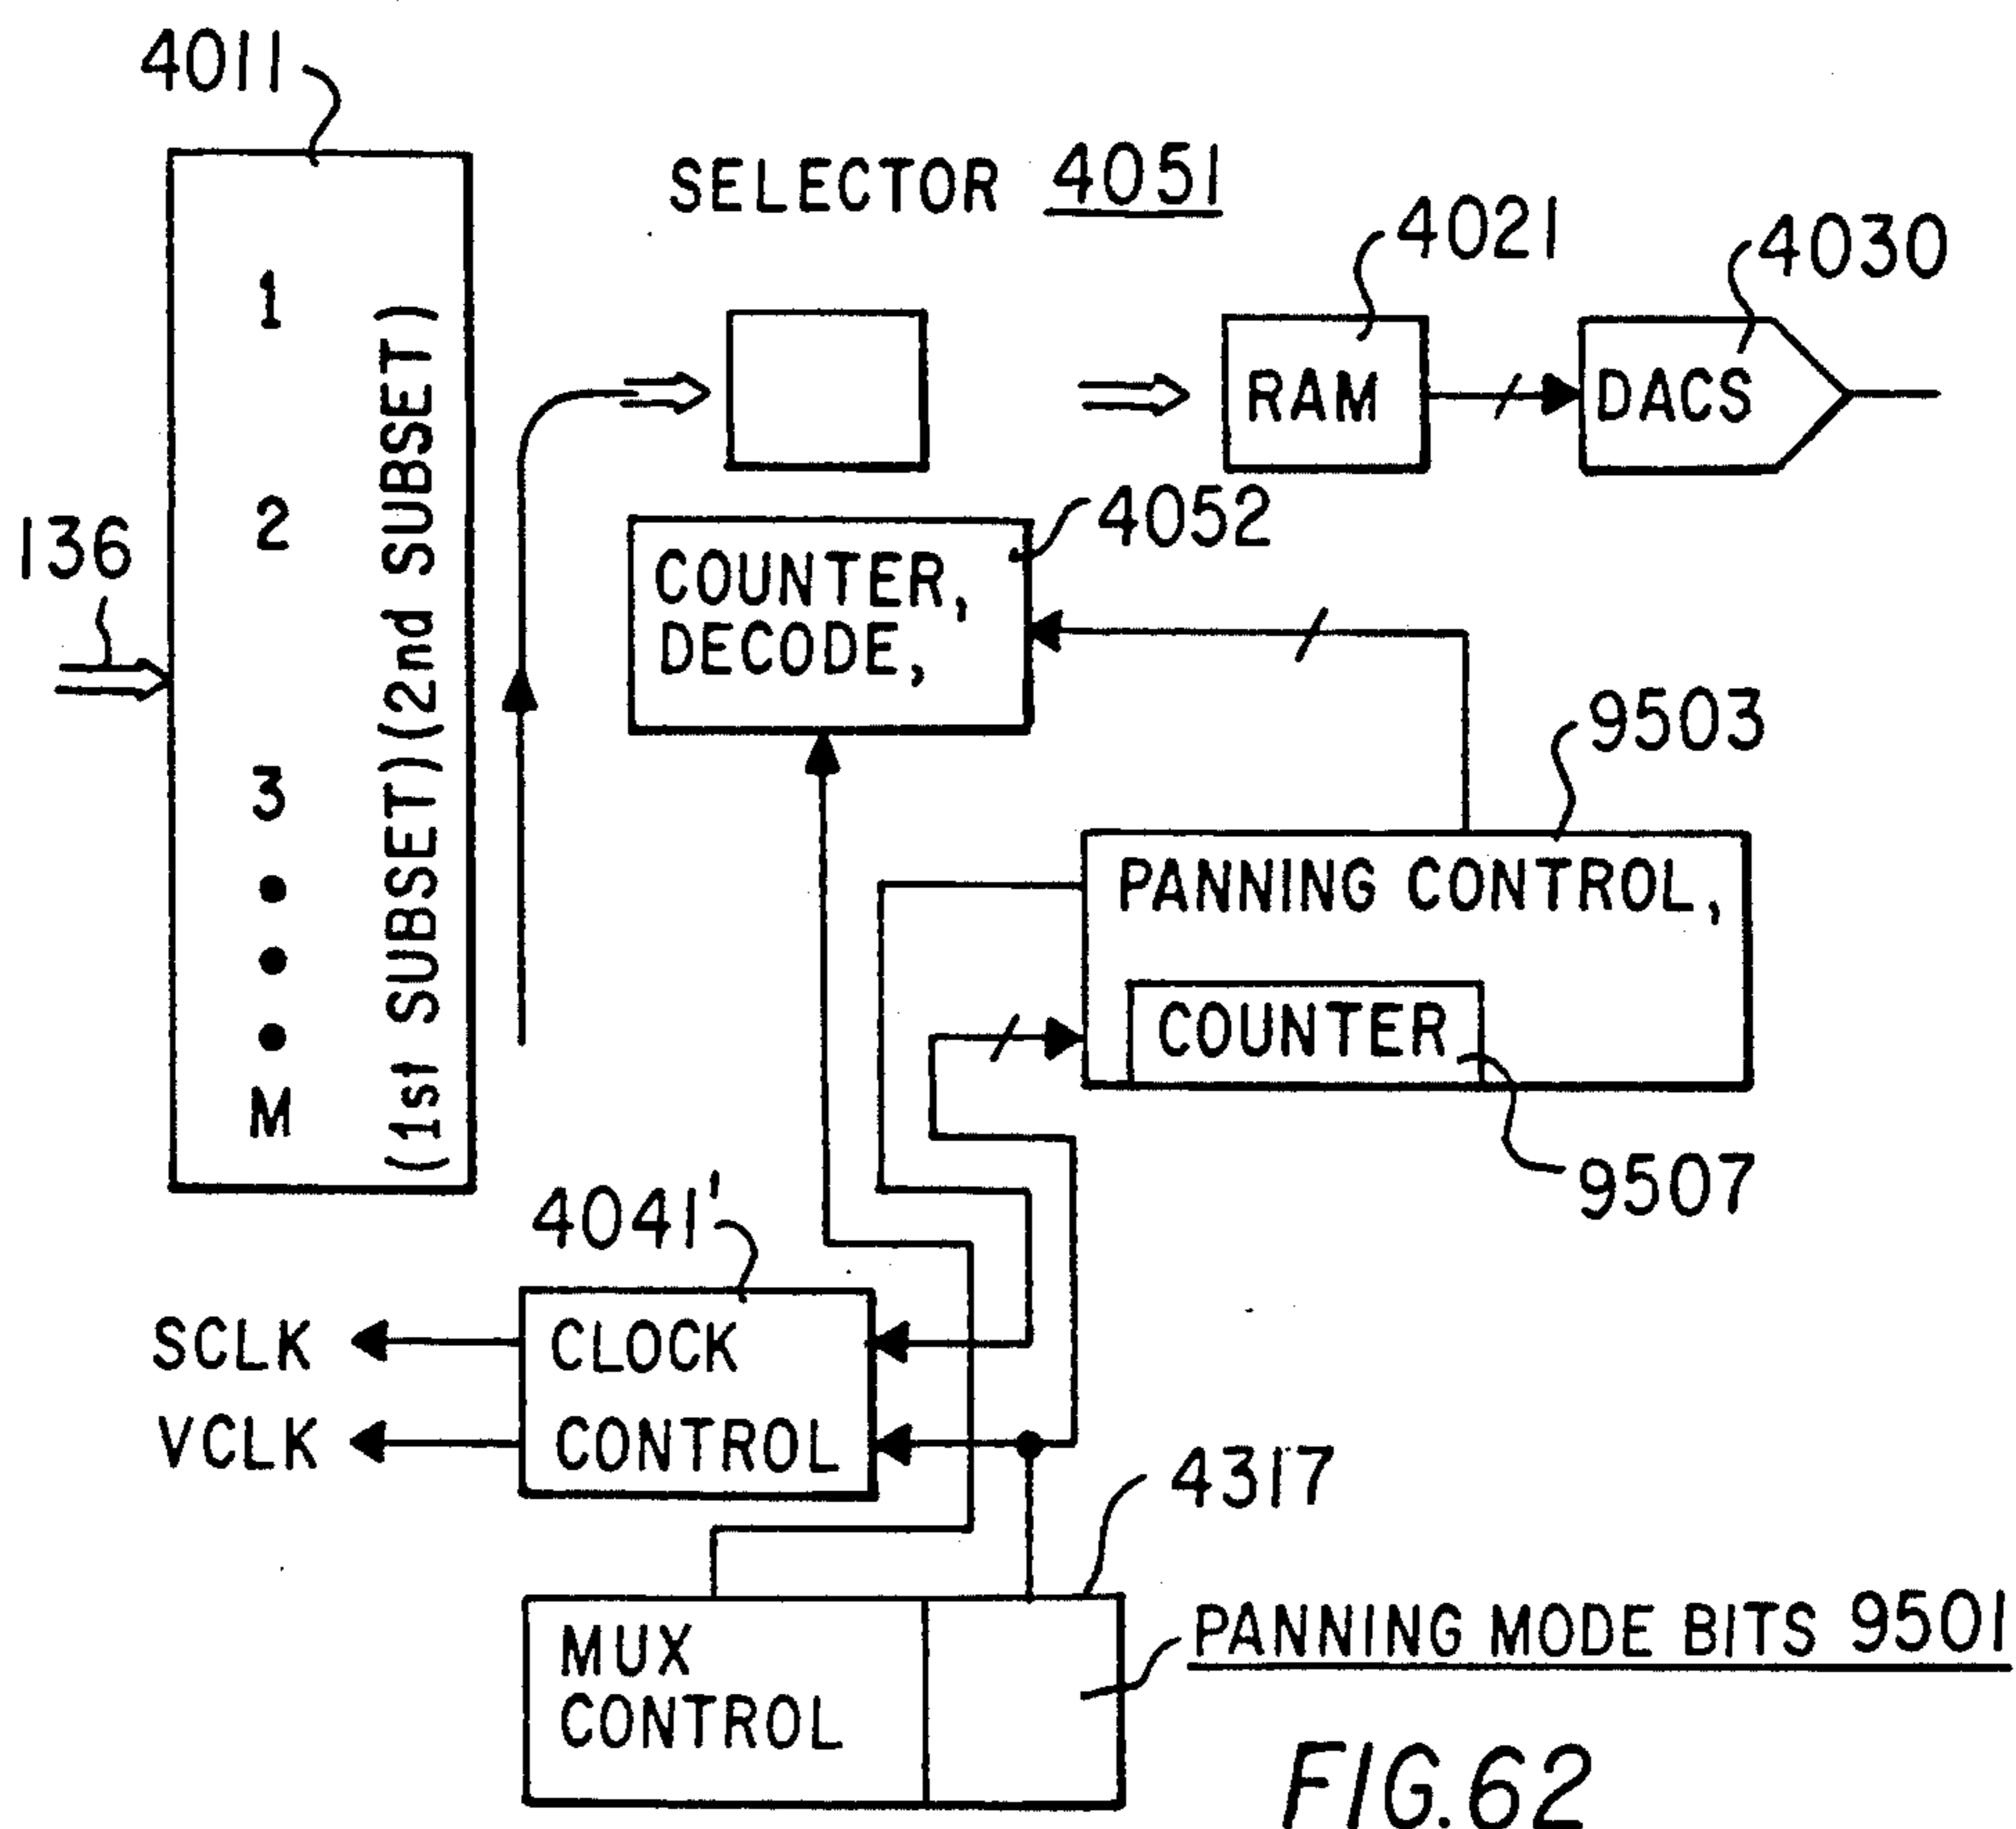 4011
SELECTOR 4051
4021
4030
1
2
3
M
(1st SUBSET)(2nd SUBSET)
RAM
DACS
136
4052
COUNTER,
DECODE,
9503
PANNING CONTROL,
COUNTER
9507
4041'
SCLK
CLOCK
VCLK
CONTROL
4317
MUX
CONTROL
PANNING MODE BITS 9501
FIG.62